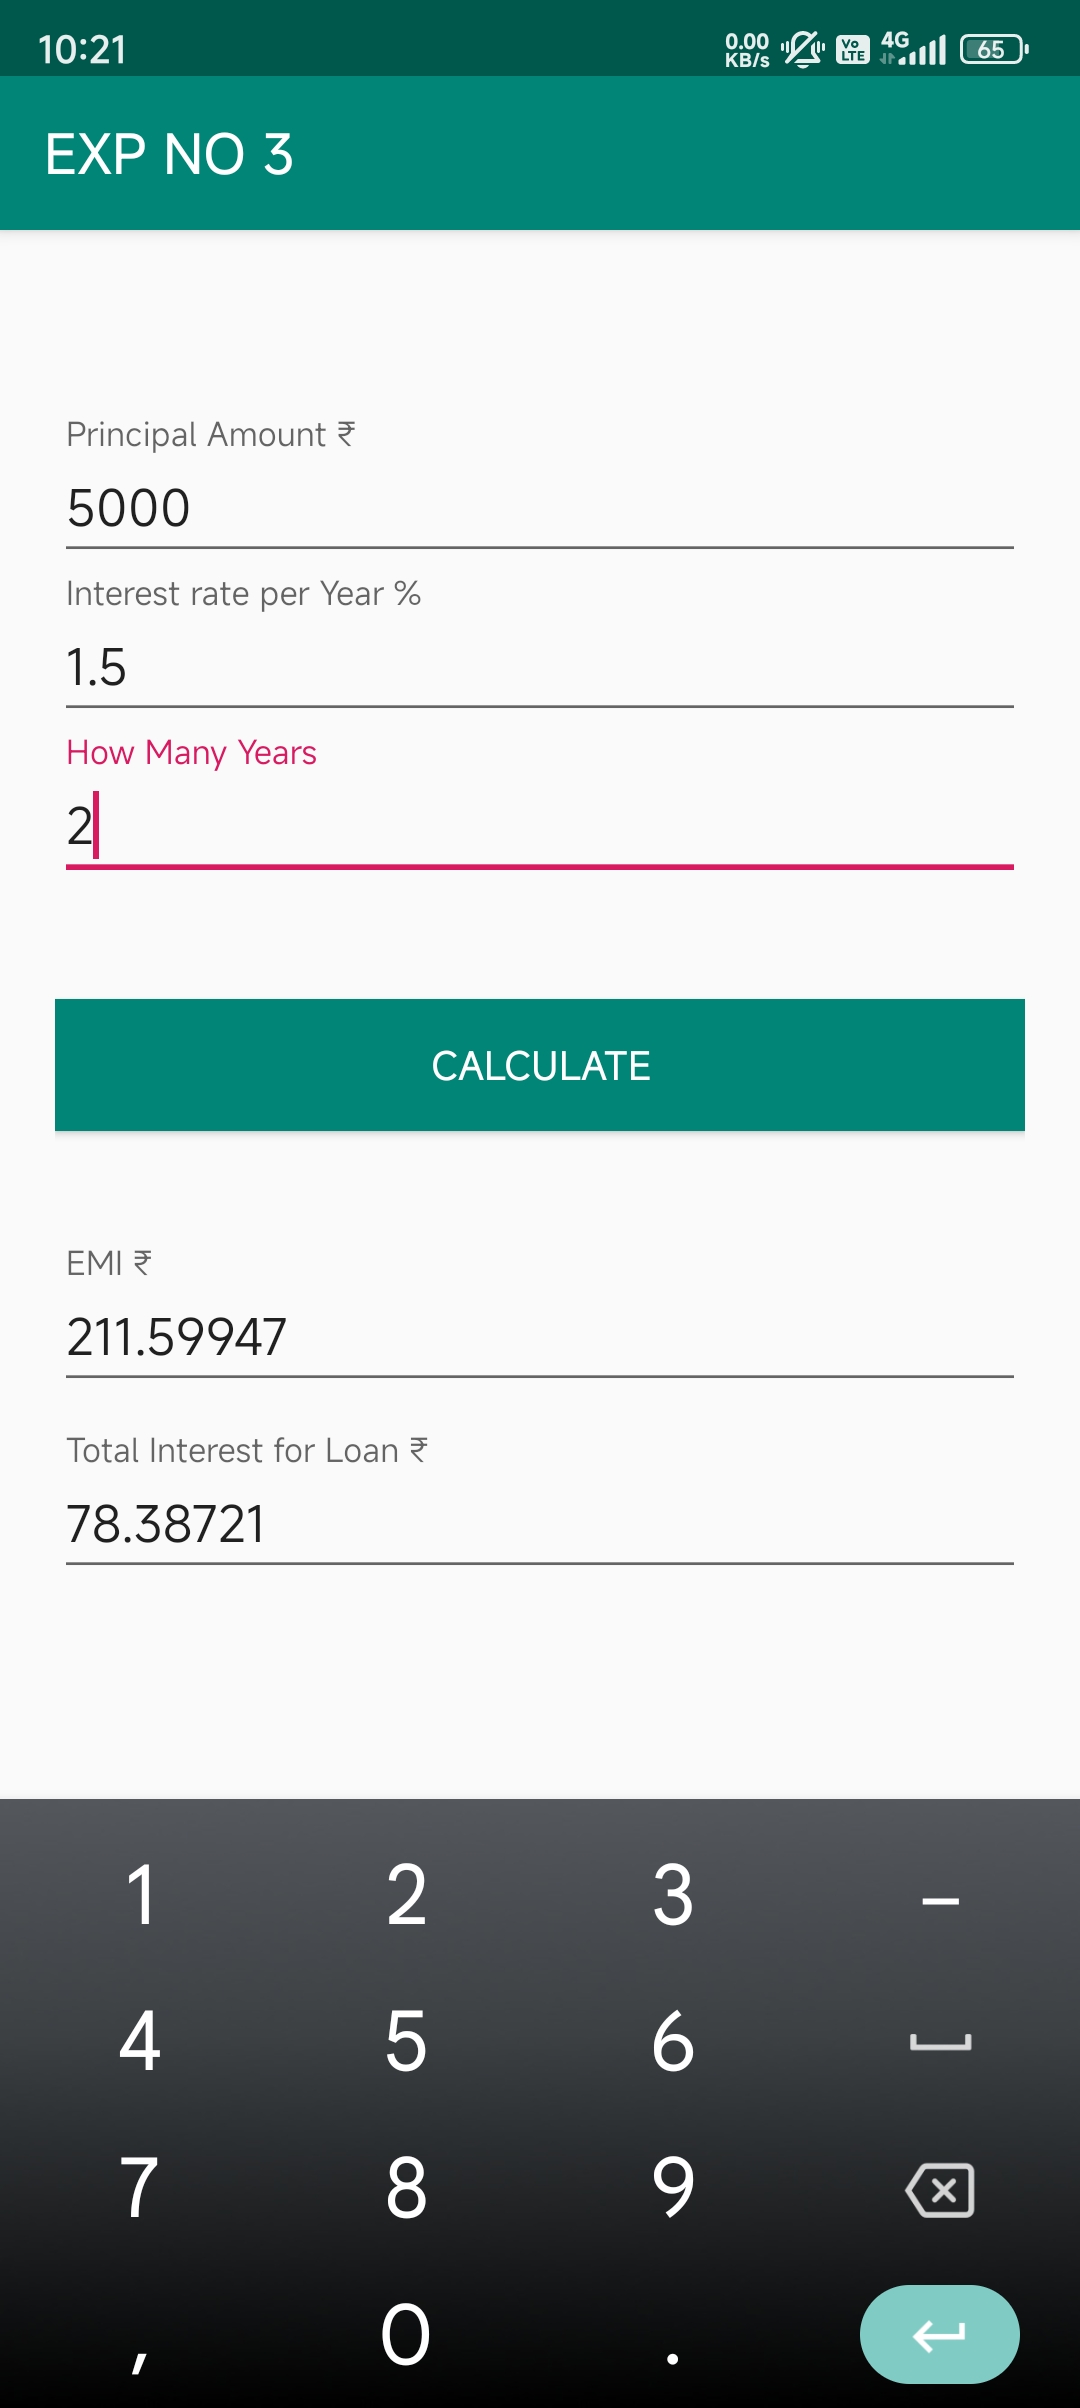 10:21
0.00 KB/s Vo LTE 4G 65
EXP NO 3
Principal Amount ₹
5000
Interest rate per Year %
1.5
How Many Years
2
CALCULATE
EMI ₹
211.59947
Total Interest for Loan ₹
78.38721
1 2 3 –
4 5 6
7 8 9
, 0 .